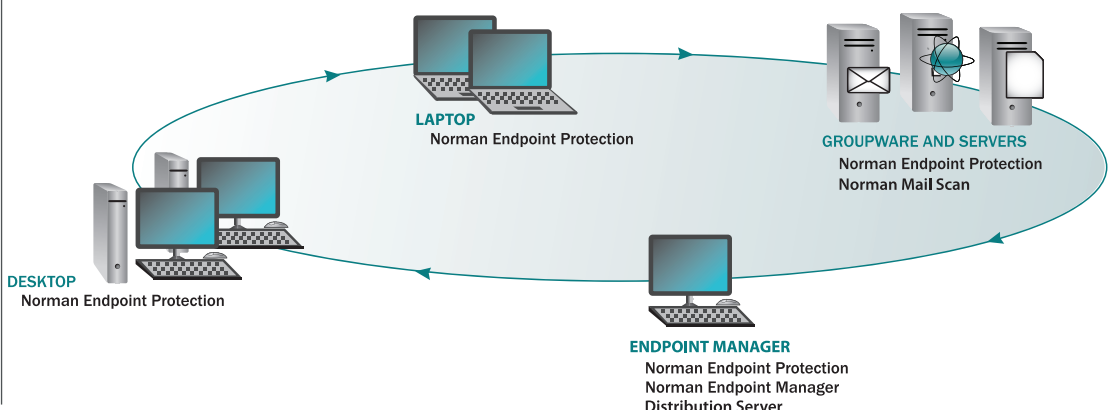 LAPTOP
Norman Endpoint Protection
GROUPWARE AND SERVERS
Norman Endpoint Protection
Norman Mail Scan
DESKTOP
Norman Endpoint Protection
ENDPOINT MANAGER
Norman Endpoint Protection
Norman Endpoint Manager
Distribution Server